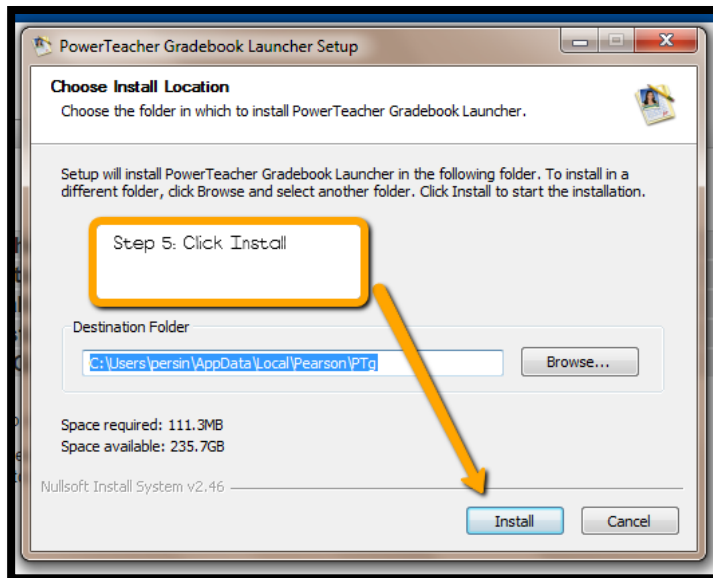 PowerTeacher Gradebook Launcher Setup
Choose Install Location
Choose the folder in which to install PowerTeacher Gradebook Launcher.
Setup will install PowerTeacher Gradebook Launcher in the following folder. To install in a
different folder, click Browse and select another folder. Click Install to start the installation.
Step 5: Click Install
Destination Folder
C:\Users\persin\AppData\Local\Pearson\PTg
Browse...
Space required: 111.3MB
Space available: 235.7GB
Nullsoft Install System v2.46
Install
Cancel